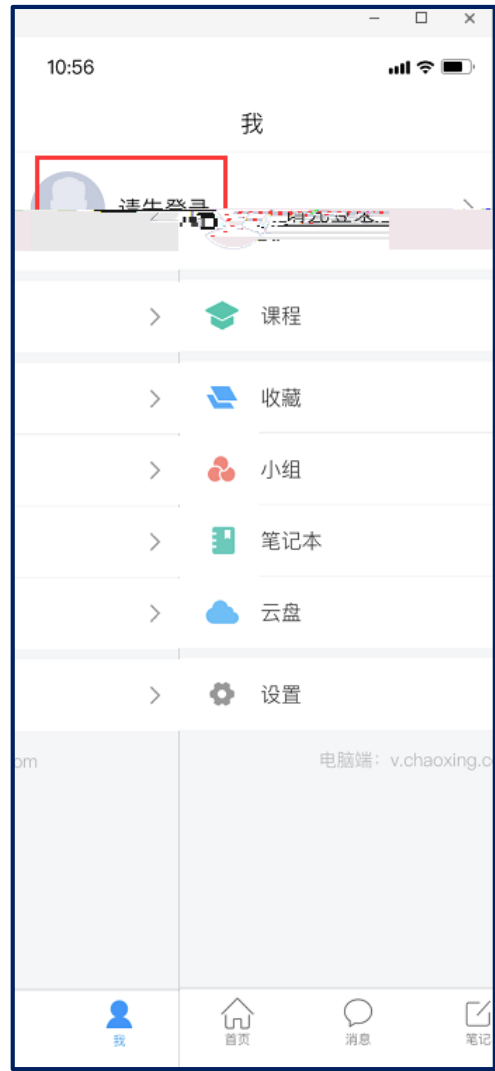 10:56
我
请先登录
课程
收藏
小组
笔记本
云盘
设置
om
电脑端：v.chaoxing.c
我
首页
消息
笔记